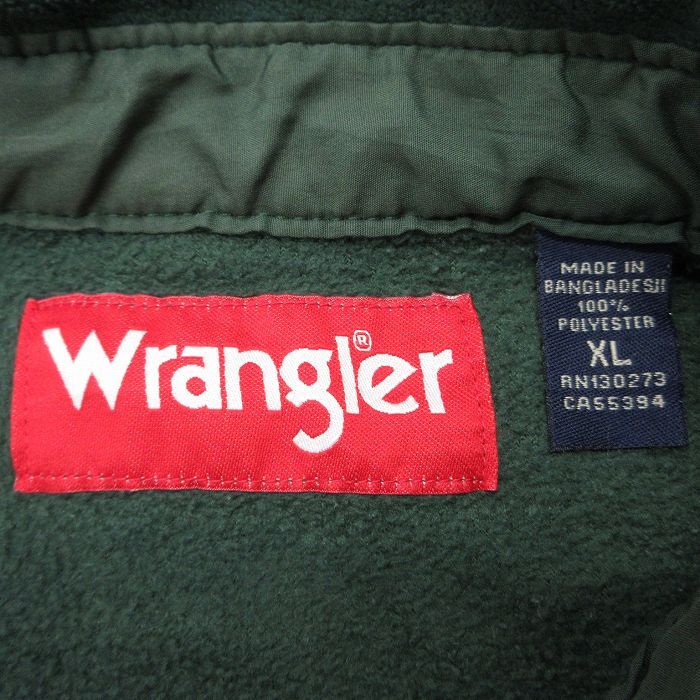 Wrangler®
MADE IN
BANGLADESH
100%
POLYESTER
XL
RN130273
CA55394